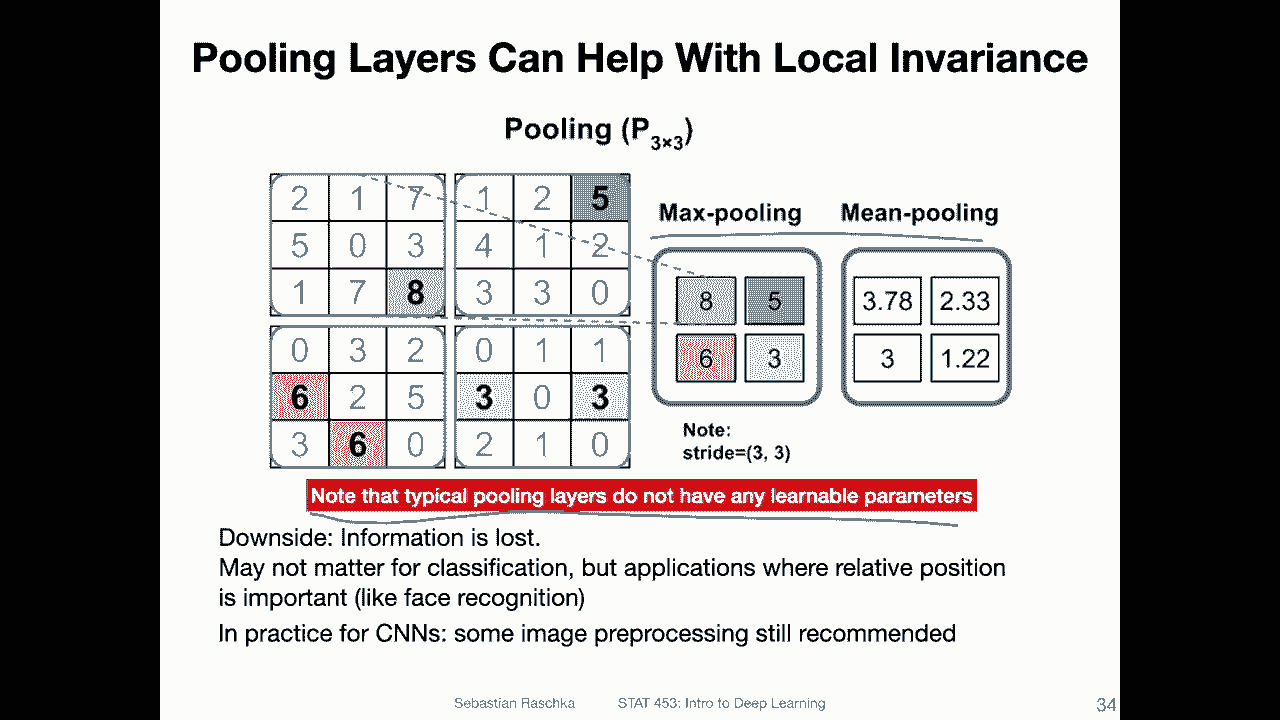 Pooling Layers Can Help With Local Invariance
Pooling (P3×3)
2 1 7 1 2 5
5 0 3 4 1 2
1 7 8 3 3 0
0 3 2 0 1 1
6 2 5 3 0 3
3 6 0 2 1 0
Max-pooling
8 5
6 3
Mean-pooling
3.78 2.33
3 1.22
Note:
stride=(3, 3)
Note that typical pooling layers do not have any learnable parameters
Downside: Information is lost.
May not matter for classification, but applications where relative position
is important (like face recognition)
In practice for CNNs: some image preprocessing still recommended
Sebastian Raschka STAT 453: Intro to Deep Learning 34